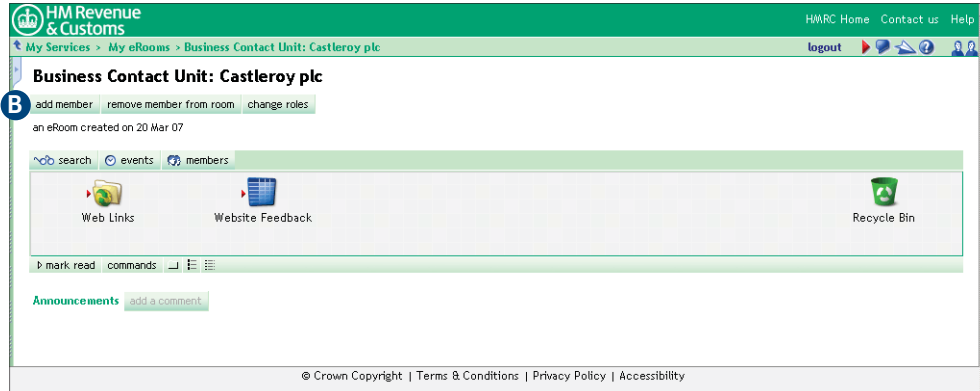 HM Revenue
& Customs
HMRC Home Contact us Help
My Services > My eRooms > Business Contact Unit: Castleroy plc
logout
Business Contact Unit: Castleroy plc
B
add member remove member from room change roles
an eRoom created on 20 Mar 07
search events members
Web Links Website Feedback Recycle Bin
mark read commands
Announcements add a comment
© Crown Copyright | Terms & Conditions | Privacy Policy | Accessibility